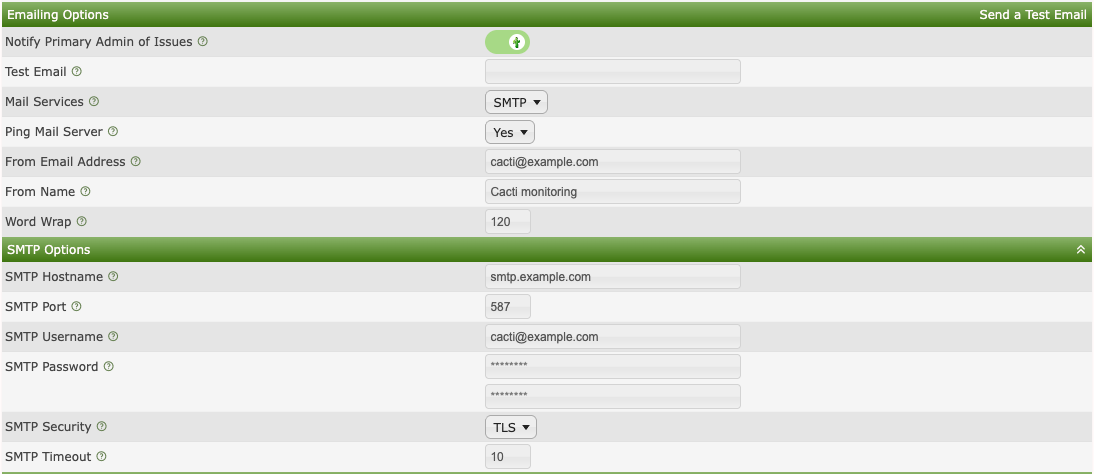 Emailing Options Send a Test Email
Notify Primary Admin of Issues
Test Email
Mail Services SMTP
Ping Mail Server Yes
From Email Address cacti@example.com
From Name Cacti monitoring
Word Wrap 120
SMTP Options
SMTP Hostname smtp.example.com
SMTP Port 587
SMTP Username cacti@example.com
SMTP Password ********
********
SMTP Security TLS
SMTP Timeout 10